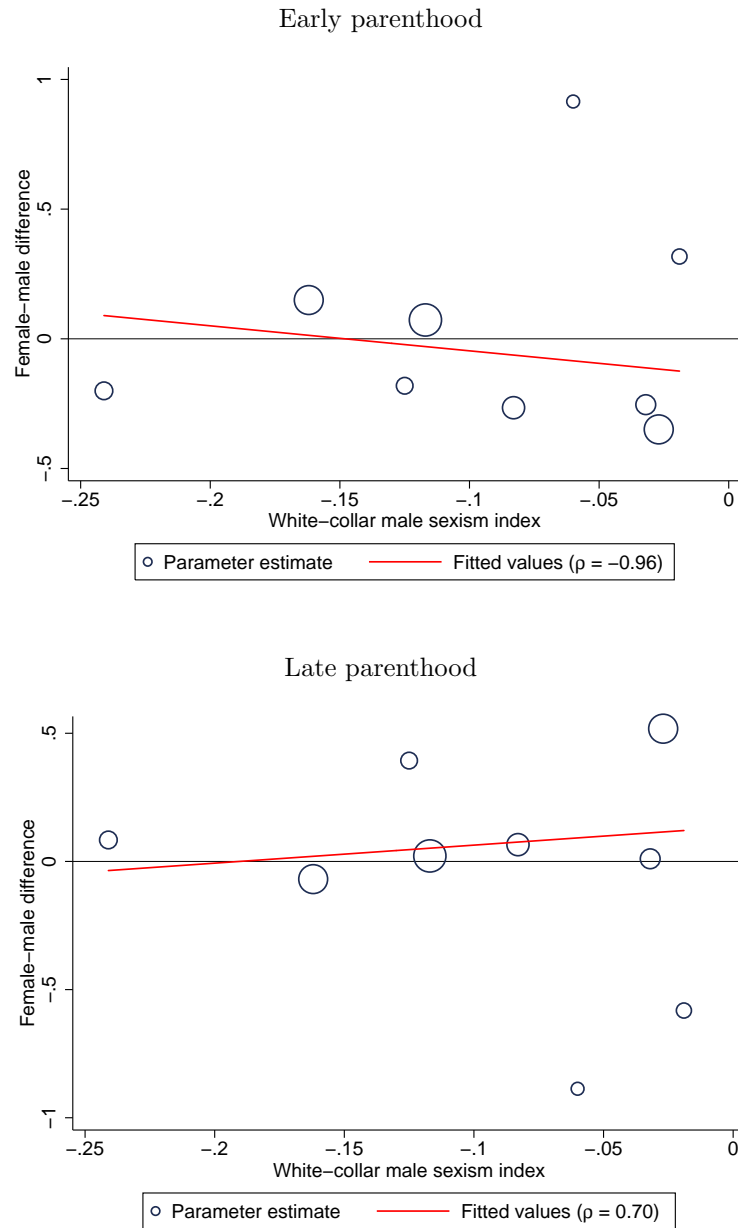 Early parenthood
1
.5
0
-.5
Female−male difference
-.25 -.2 -.15 -.1 -.05 0
White−collar male sexism index
Parameter estimate Fitted values (ρ = −0.96)
Late parenthood
.5
0
-.5
-1
Female−male difference
-.25 -.2 -.15 -.1 -.05 0
White−collar male sexism index
Parameter estimate Fitted values (ρ = 0.70)